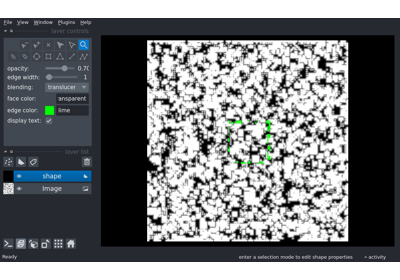 File View Window Plugins Help
layer controls
opacity: 0.70
edge width: 1
blending: translucer
face color: ansparent
edge color: lime
display text:
layer list
shape
Image
Ready enter a selection mode to edit shape properties activity